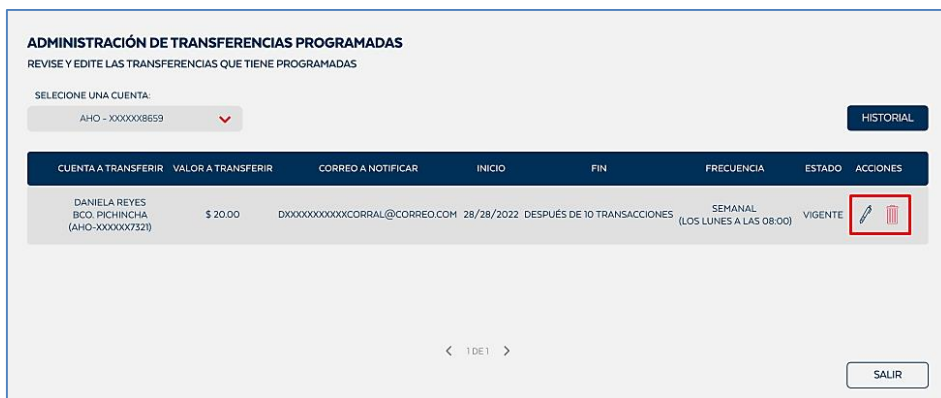 ADMINISTRACIÓN DE TRANSFERENCIAS PROGRAMADAS
REVISE Y EDITE LAS TRANSFERENCIAS QUE TIENE PROGRAMADAS
SELECIONE UNA CUENTA:
AHO - XXXXXX8659
HISTORIAL
CUENTA A TRANSFERIR VALOR A TRANSFERIR CORREO A NOTIFICAR INICIO FIN FRECUENCIA ESTADO ACCIONES
DANIELA REYES
BCO. PICHINCHA
(AHO-XXXXXX7321)
$ 20.00
DXXXXXXXXXXCORRAL@CORREO.COM
28/28/2022
DESPUÉS DE 10 TRANSACCIONES
SEMANAL
(LOS LUNES A LAS 08:00)
VIGENTE
1 DE 1
SALIR